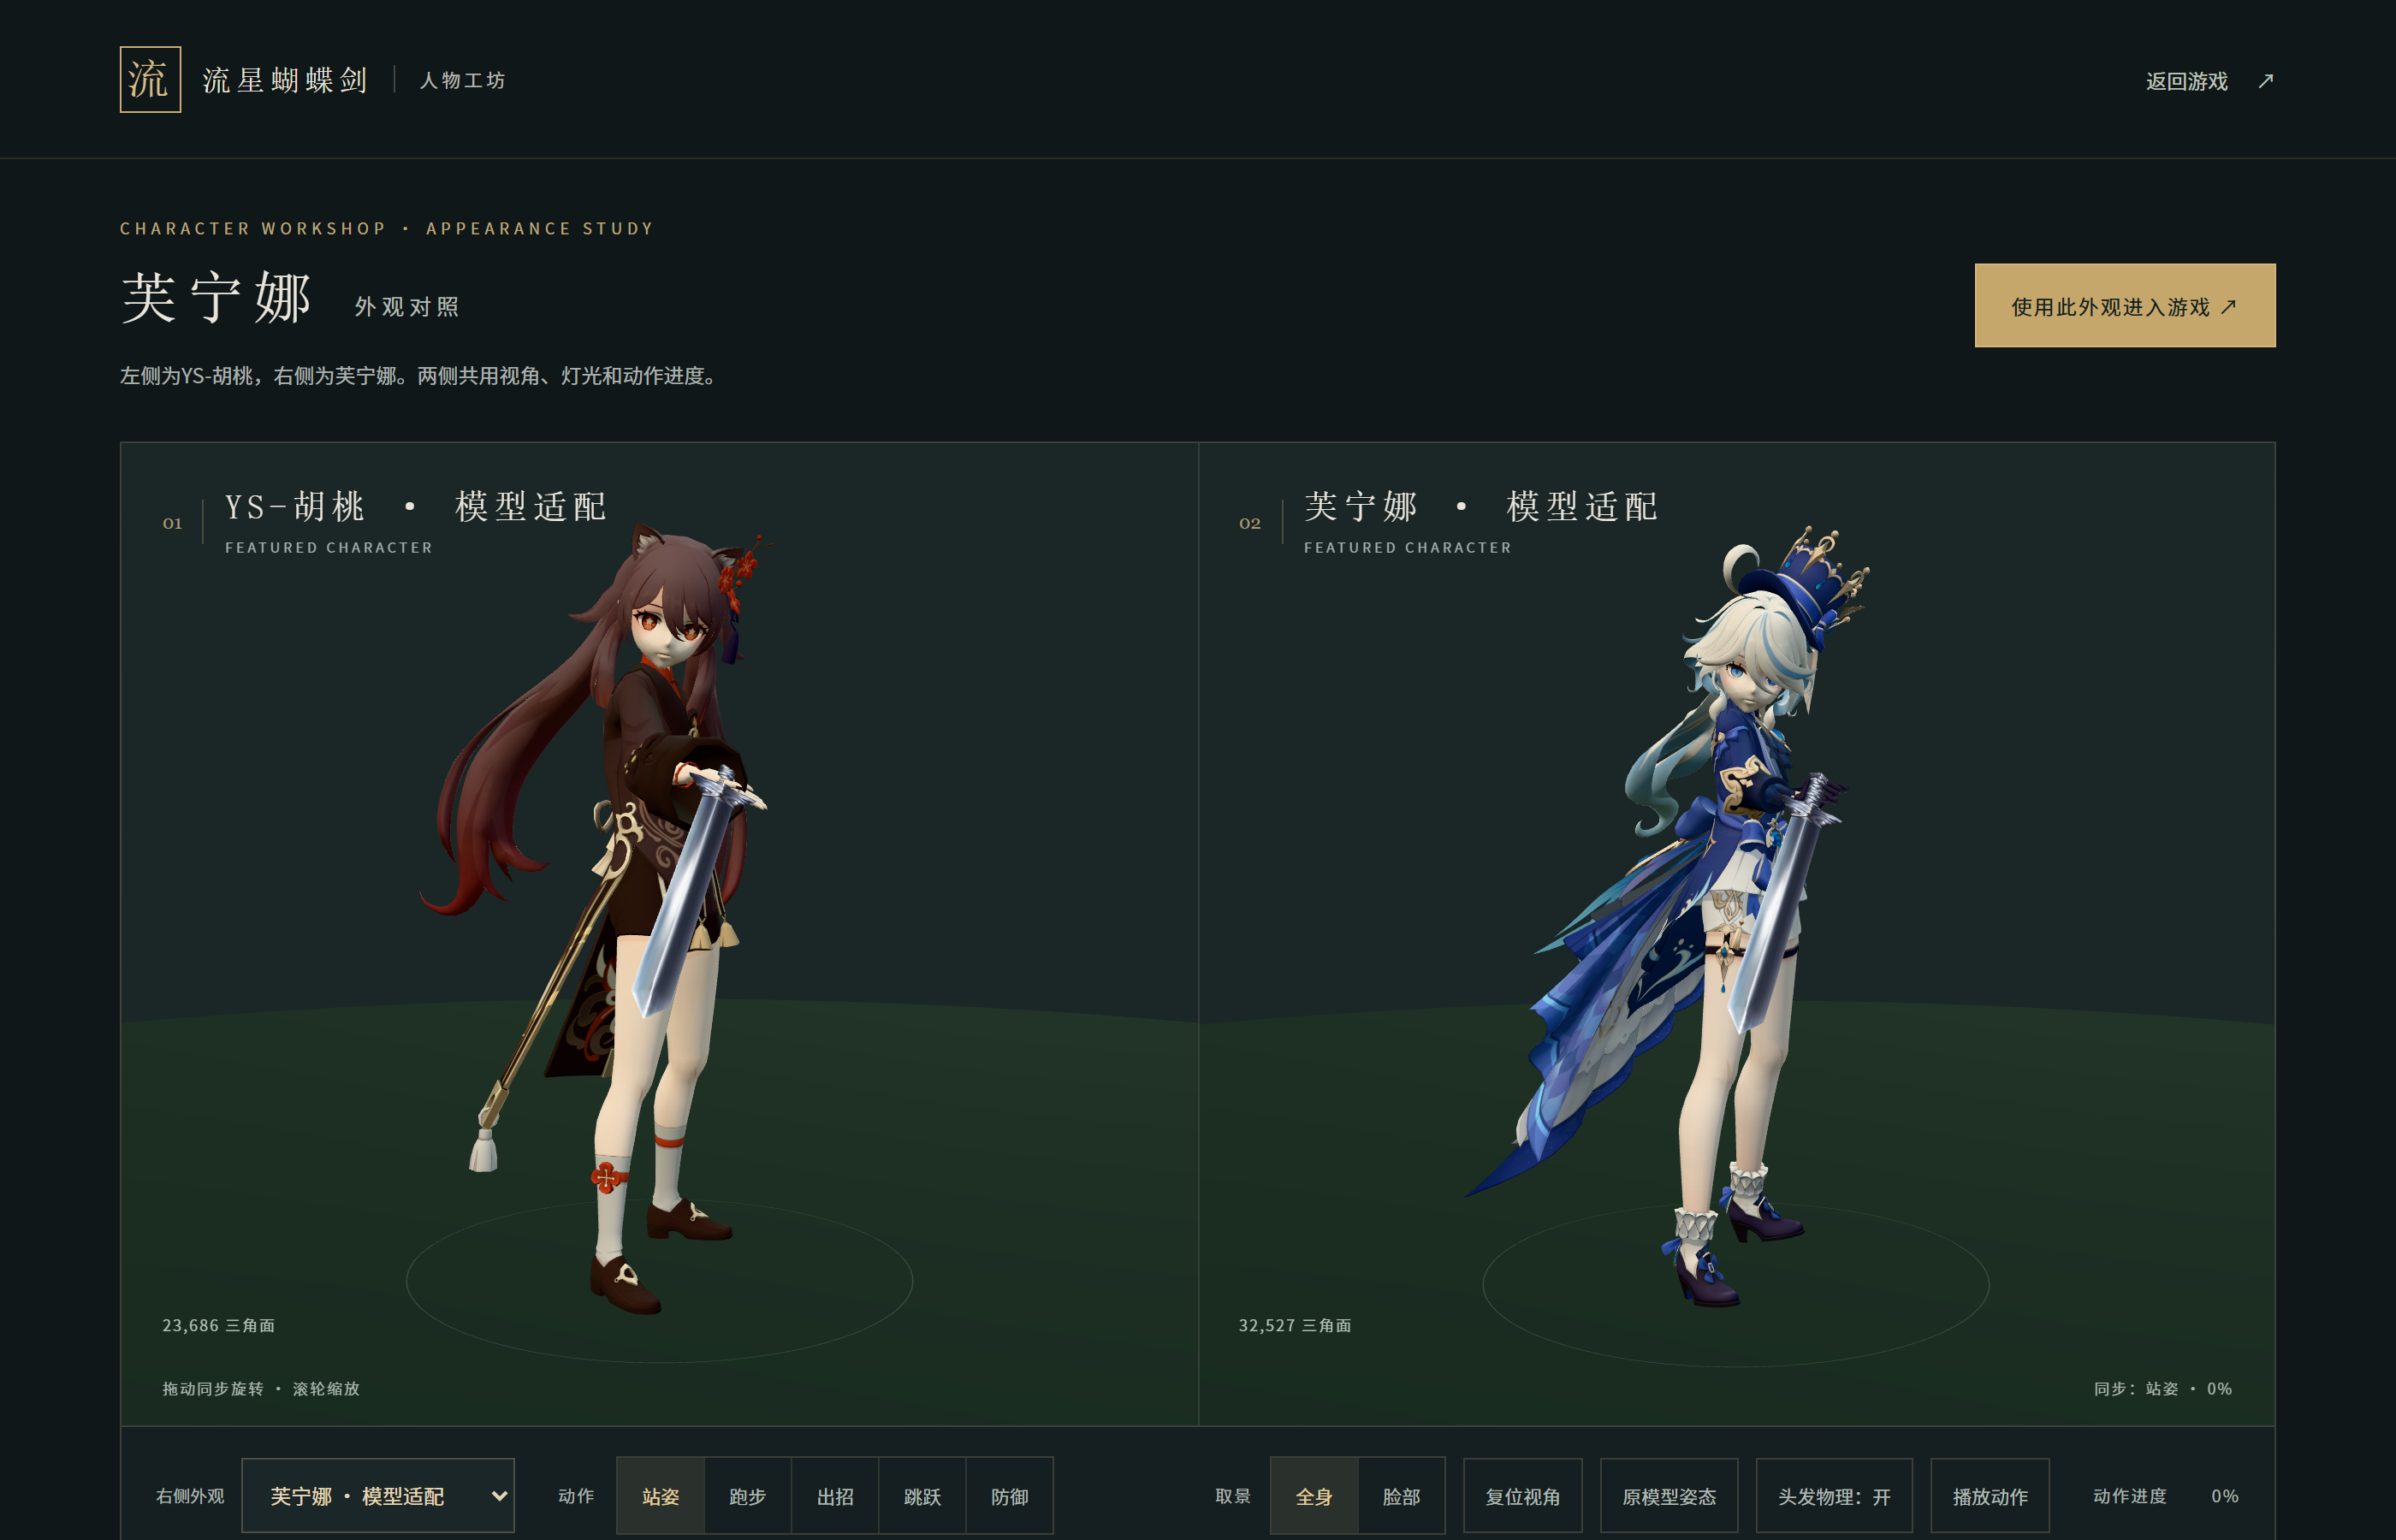 流 流星蝴蝶剑 人物工坊 返回游戏 ↗
CHARACTER WORKSHOP · APPEARANCE STUDY
芙宁娜 外观对照
使用此外观进入游戏 ↗
左侧为YS-胡桃，右侧为芙宁娜。两侧共用视角、灯光和动作进度。
01 YS-胡桃 · 模型适配
FEATURED CHARACTER
02 芙宁娜 · 模型适配
FEATURED CHARACTER
23,686 三角面
32,527 三角面
拖动同步旋转 · 滚轮缩放
同步：站姿 · 0%
右侧外观 芙宁娜 · 模型适配 动作 站姿 跑步 出招 跳跃 防御 取景 全身 脸部 复位视角 原模型姿态 头发物理：开 播放动作 动作进度 0%